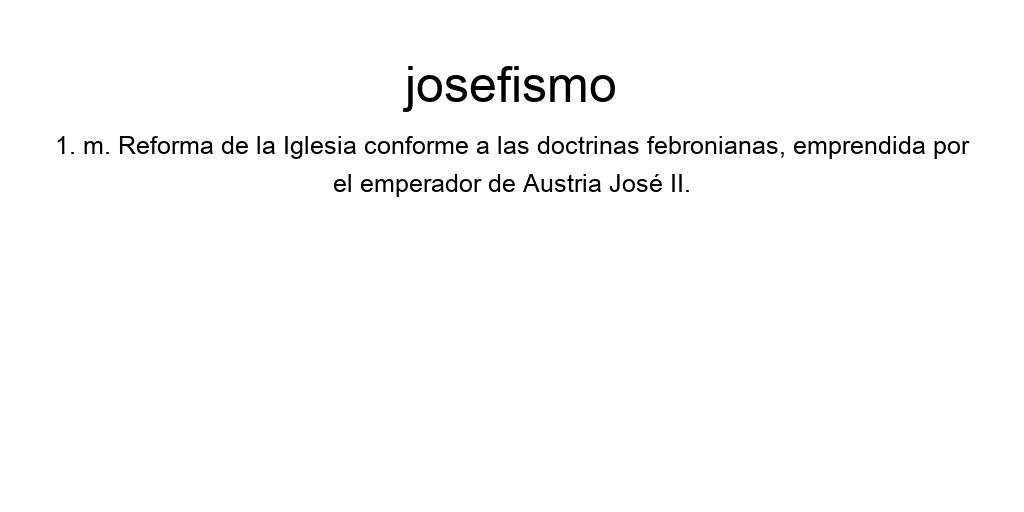 josefismo
1. m. Reforma de la Iglesia conforme a las doctrinas febronianas, emprendida por
el emperador de Austria José II.